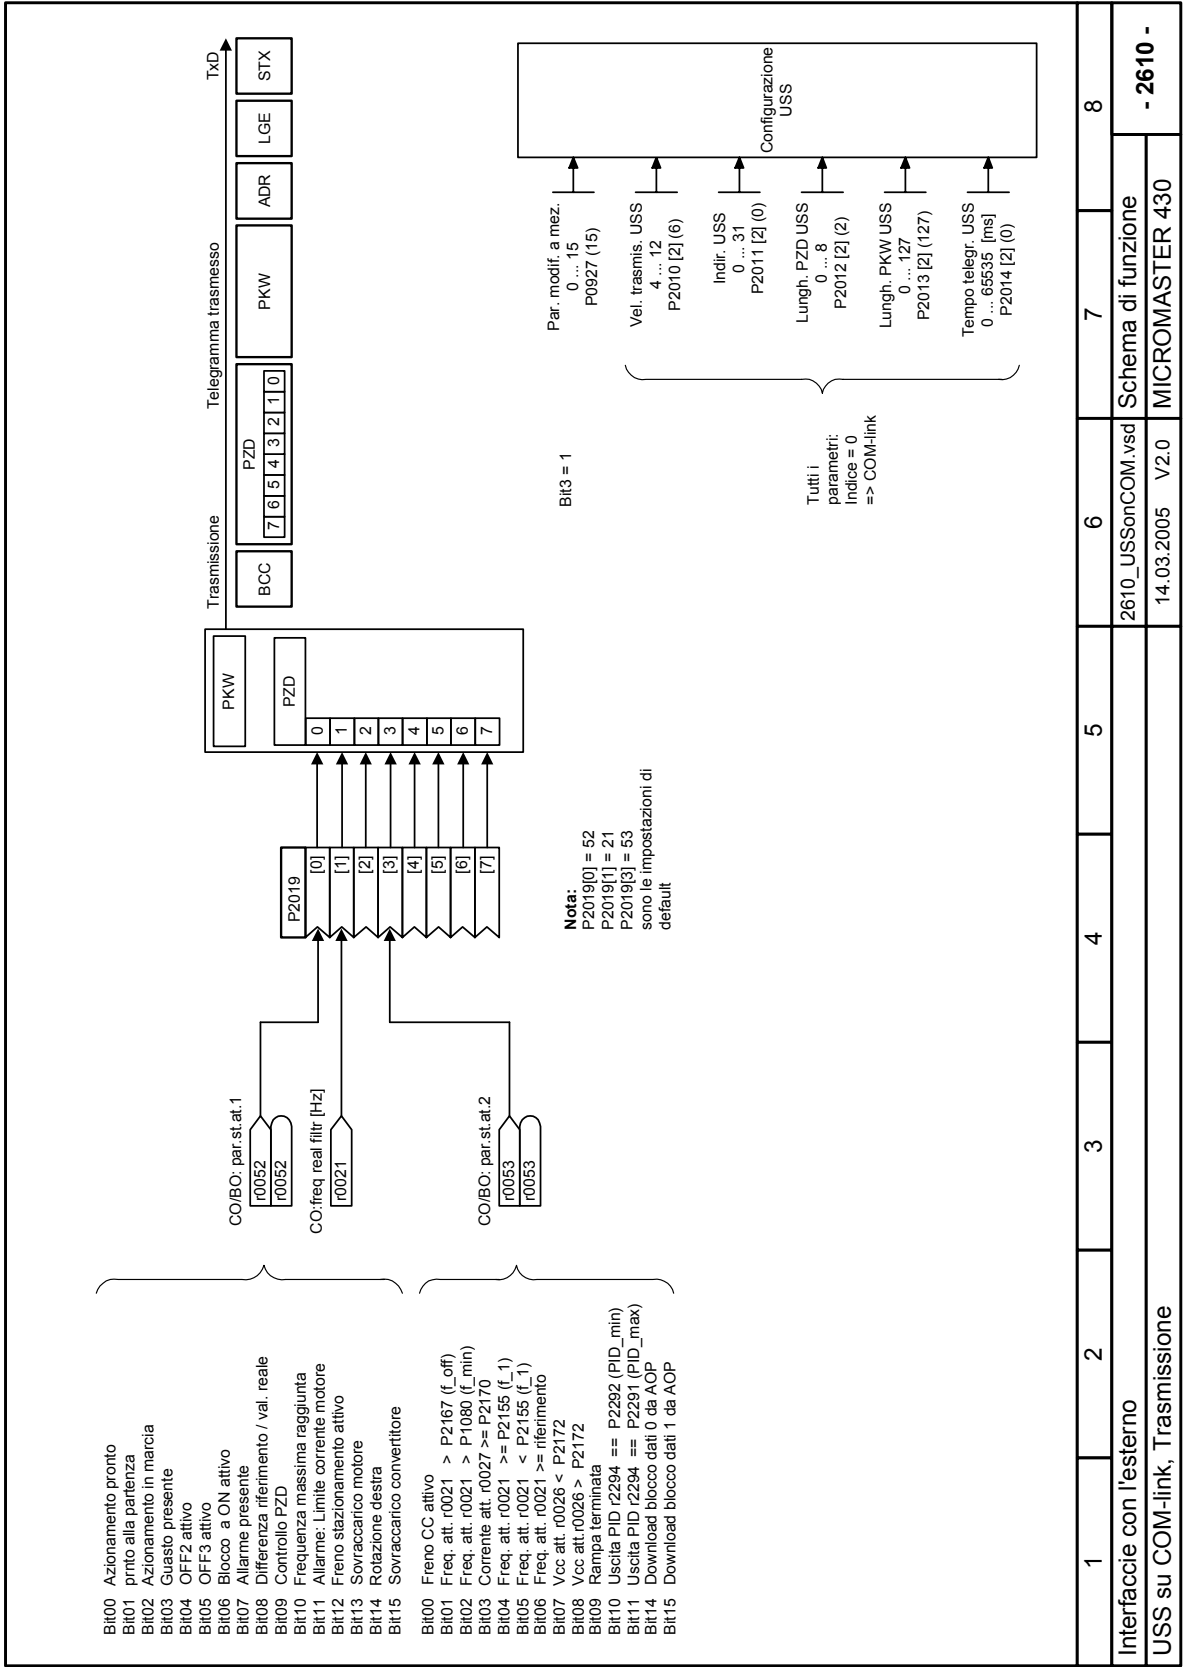 Bit00 Azionamento pronto
Bit01 prnto alla partenza
Bit02 Azionamento in marcia
Bit03 Guasto presente
Bit04 OFF2 attivo
Bit05 OFF3 attivo
Bit06 Blocco a ON attivo
Bit07 Allarme presente
Bit08 Differenza riferimento / val. reale
Bit09 Controllo PZD
Bit10 Frequenza massima raggiunta
Bit11 Allarme: Limite corrente motore
Bit12 Freno stazionamento attivo
Bit13 Sovraccarico motore
Bit14 Rotazione destra
Bit15 Sovraccarico convertitore
Bit00 Freno CC attivo
Bit01 Freq. att. r0021 > P2167 (f_off)
Bit02 Freq. att. r0021 > P1080 (f_min)
Bit03 Corrente att. r0027 >= P2170
Bit04 Freq. att. r0021 >= P2155 (f_1)
Bit05 Freq. att. r0021 < P2155 (f_1)
Bit06 Freq. att. r0021 >= riferimento
Bit07 Vcc att. r0026 < P2172
Bit08 Vcc att.r0026 > P2172
Bit09 Rampa terminata
Bit10 Uscita PID r2294 == P2292 (PID_min)
Bit11 Uscita PID r2294 == P2291 (PID_max)
Bit14 Download blocco dati 0 da AOP
Bit15 Download blocco dati 1 da AOP
CO/BO: par.st.at.1
r0052
r0052
CO:freq real filtr [Hz]
r0021
CO/BO: par.st.at.2
r0053
r0053
P2019
[0]
[1]
[2]
[3]
[4]
[5]
[6]
[7]
Nota:
P2019[0] = 52
P2019[1] = 21
P2019[3] = 53
sono le impostazioni di
default
PKW
PZD
0
1
2
3
4
5
6
7
Trasmissione
Telegramma trasmesso
TxD
BCC
PZD
7 6 5 4 3 2 1 0
PKW
ADR
LGE
STX
Bit3 = 1
Tutti i
parametri:
Indice = 0
=> COM-link
Par. modif. a mez.
0 ... 15
P0927 (15)
Vel. trasmis. USS
4 ... 12
P2010 [2] (6)
Indir. USS
0 ... 31
P2011 [2] (0)
Lungh. PZD USS
0 ... 8
P2012 [2] (2)
Lungh. PKW USS
0 ... 127
P2013 [2] (127)
Tempo telegr. USS
0 ... 65535 [ms]
P2014 [2] (0)
Configurazione
USS
1 2 3 4 5 6 7 8
Interfaccie con l'esterno
2610_USSonCOM.vsd
Schema di funzione
- 2610 -
USS su COM-link, Trasmissione
14.03.2005 V2.0
MICROMASTER 430